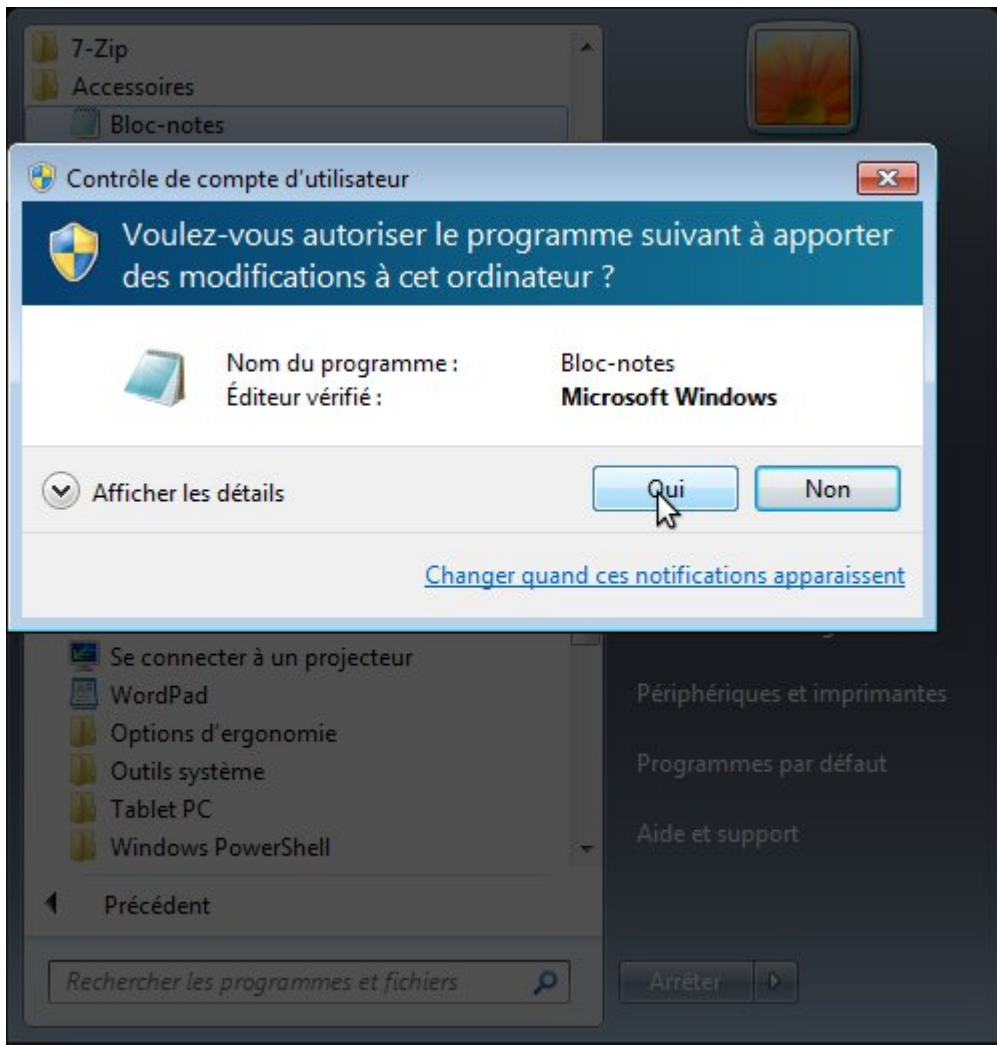 7-Zip
Accessoires
Bloc-notes
Contrôle de compte d'utilisateur
Voulez-vous autoriser le programme suivant à apporter
des modifications à cet ordinateur ?
Nom du programme : Bloc-notes
Éditeur vérifié : Microsoft Windows
Afficher les détails
Oui Non
Changer quand ces notifications apparaissent
Se connecter à un projecteur
WordPad
Périphériques et imprimantes
Options d'ergonomie
Outils système
Programmes par défaut
Tablet PC
Aide et support
Windows PowerShell
Précédent
Rechercher les programmes et fichiers
Arrêter